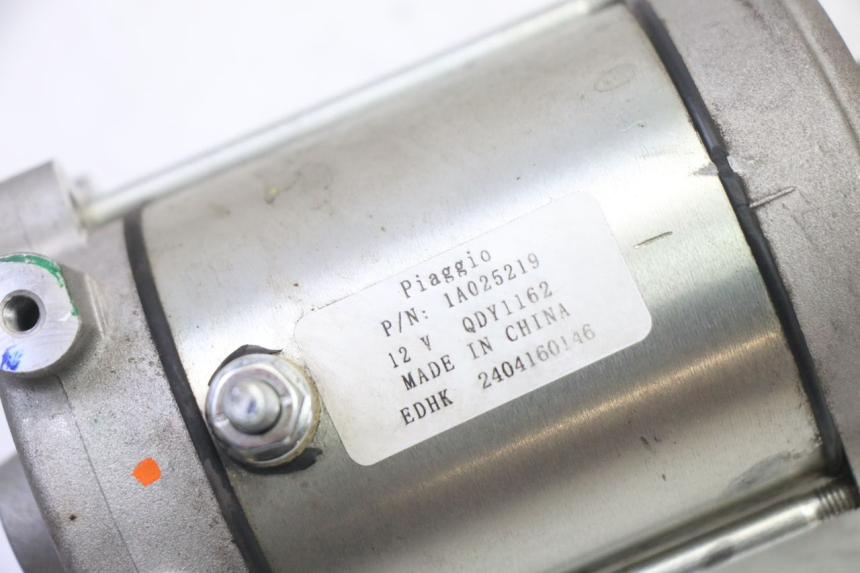 Piaggio
P/N: 1A025219
12 V QDY1162
MADE IN CHINA
EDHK 2404160146